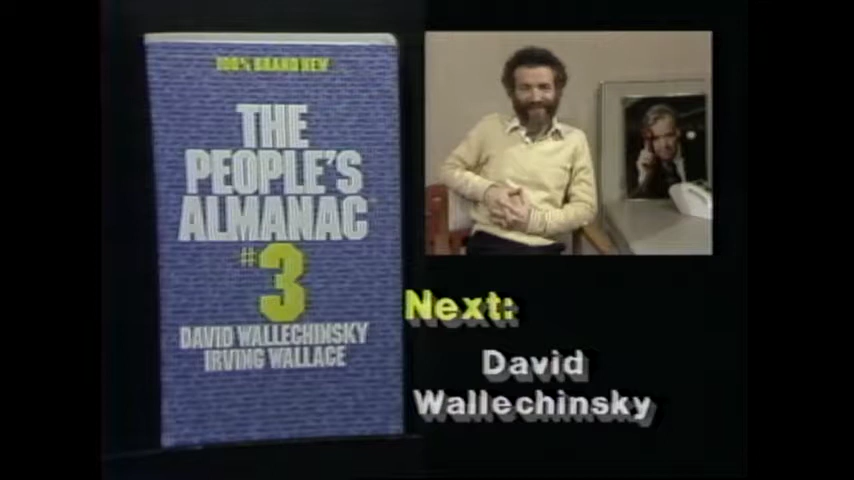 100% BRAND NEW
THE
PEOPLE'S
ALMANAC
#3
DAVID WALLECHINSKY
IRVING WALLACE
Next:
David
Wallechinsky